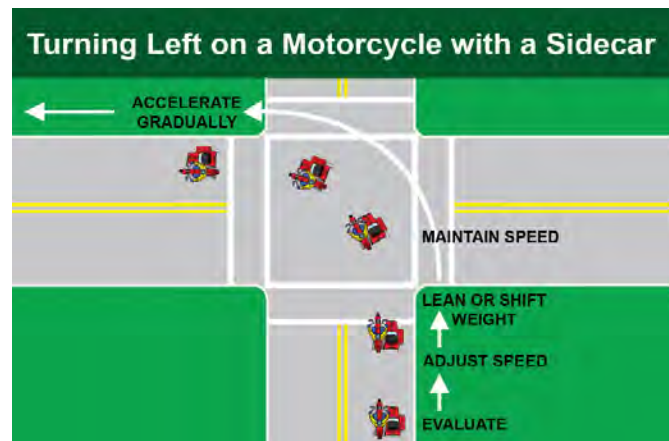 Turning Left on a Motorcycle with a Sidecar
ACCELERATE
GRADUALLY
MAINTAIN SPEED
LEAN OR SHIFT
WEIGHT
ADJUST SPEED
EVALUATE